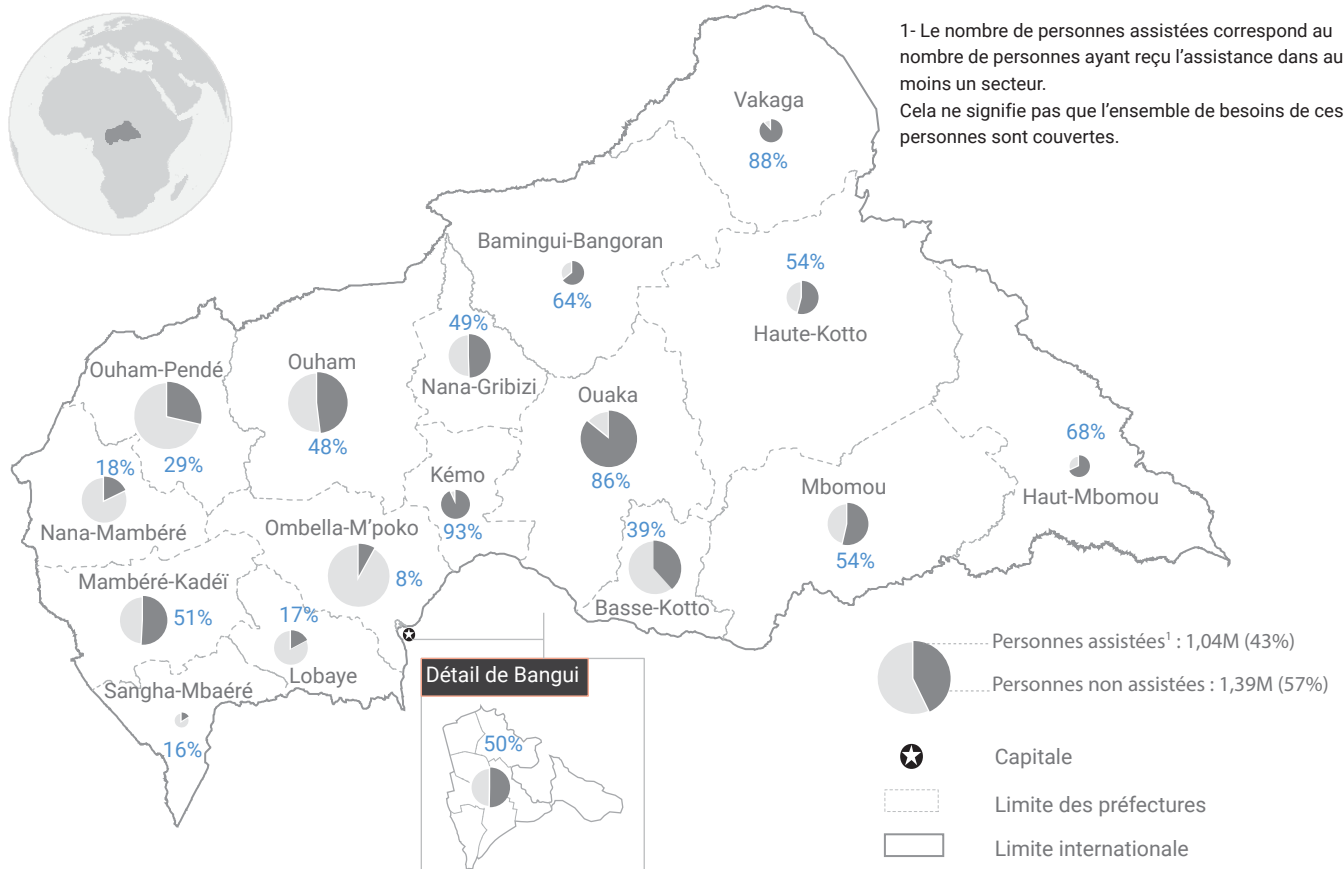 1- Le nombre de personnes assistées correspond au
nombre de personnes ayant reçu l'assistance dans au
moins un secteur.
Cela ne signifie pas que l'ensemble de besoins de ces
personnes sont couvertes.
Vakaga
88%
Bamingui-Bangoran
64%
54%
Haute-Kotto
49%
Nana-Gribizi
Ouham-Pendé
29%
Ouham
48%
Ouaka
86%
68%
Haut-Mbomou
18%
Nana-Mambéré
Kémo
93%
Mbomou
54%
Ombella-M'poko
8%
39%
Basse-Kotto
Mambéré-Kadéï
51%
17%
Lobaye
Sangha-Mbaéré
16%
Détail de Bangui
50%
Personnes assistées¹ : 1,04M (43%)
Personnes non assistées : 1,39M (57%)
Capitale
Limite des préfectures
Limite internationale